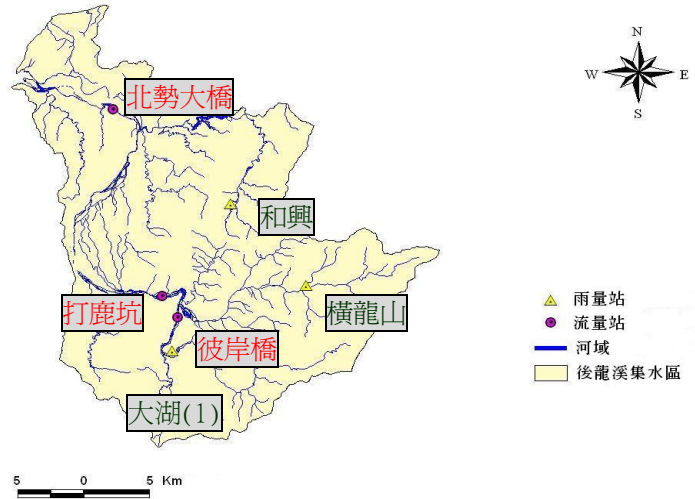 N
W
E
S
北勢大橋
和興
打鹿坑
橫龍山
彼岸橋
大湖(1)
雨量站
流量站
河域
後龍溪集水區
5 0 5 Km